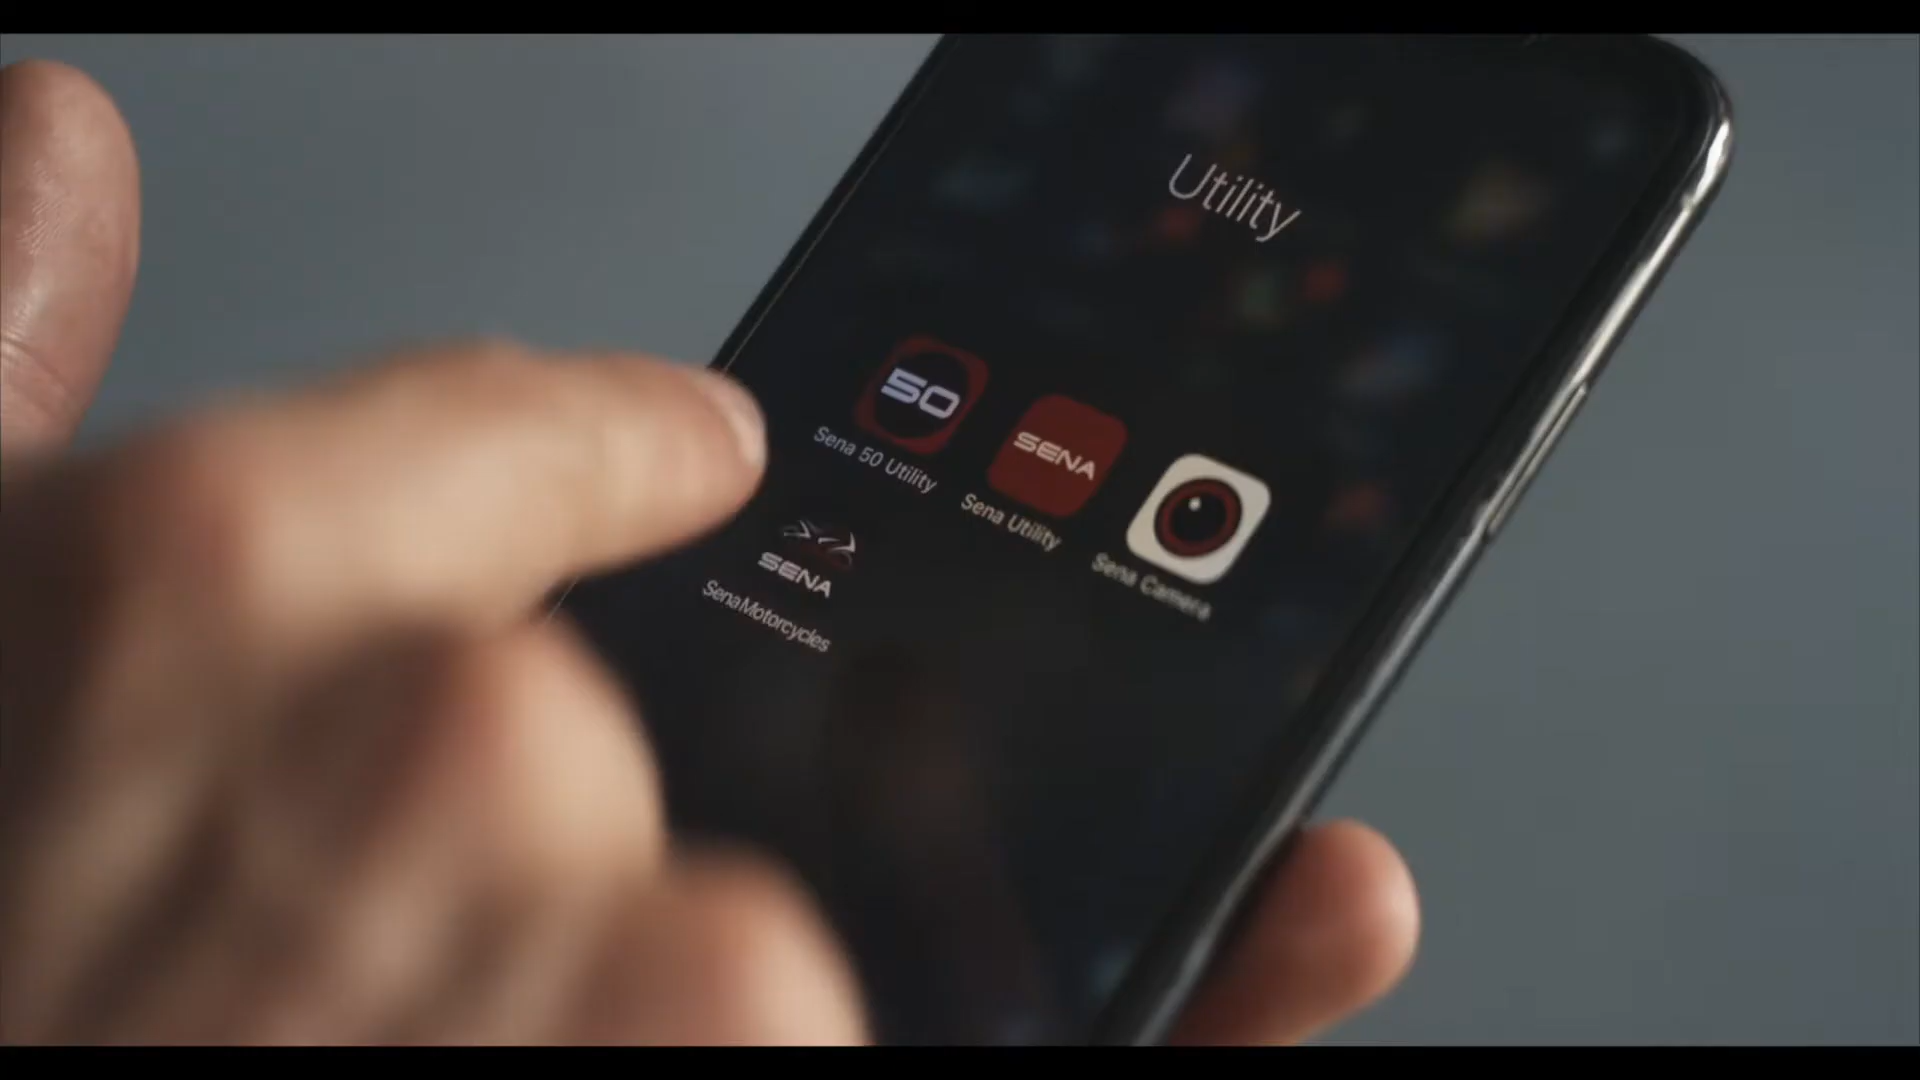 Utility
50
Sena 50 Utility
SENA
Sena Utility
Sena Camera
SENA
SenaMotorcycles